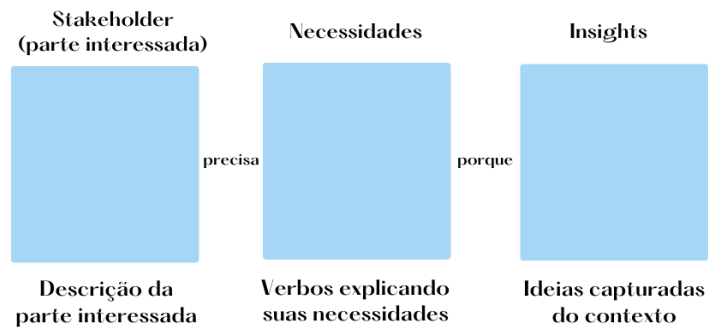 Stakeholder
(parte interessada)
Necessidades
Insights
precisa
porque
Descrição da
parte interessada
Verbos explicando
suas necessidades
Ideias capturadas
do contexto